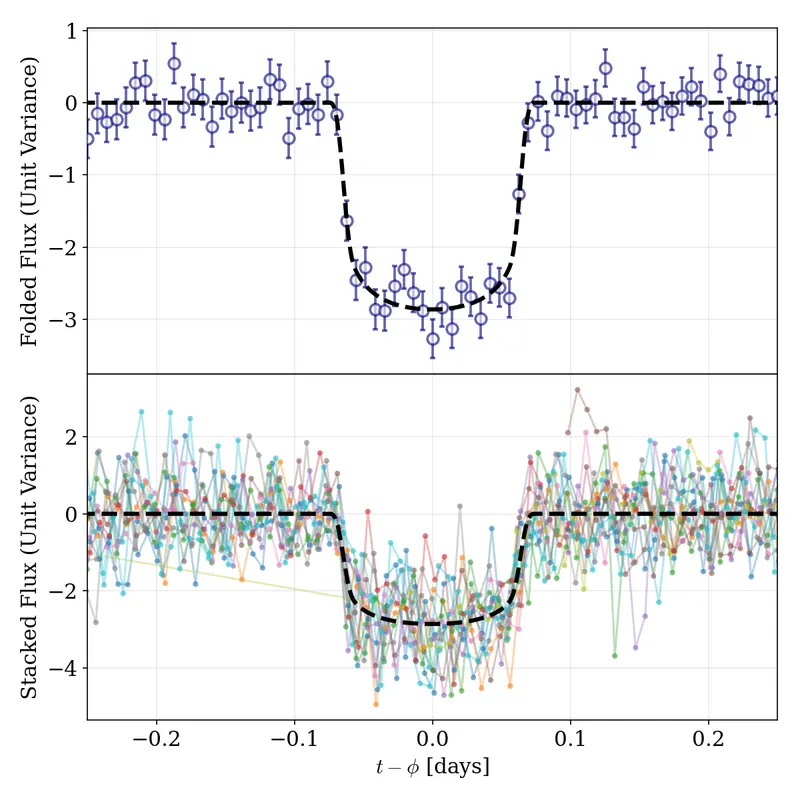 Folded Flux (Unit Variance)
1
0
−1
−2
−3
Stacked Flux (Unit Variance)
2
0
−2
−4
−0.2 −0.1 0.0 0.1 0.2
t − ϕ [days]